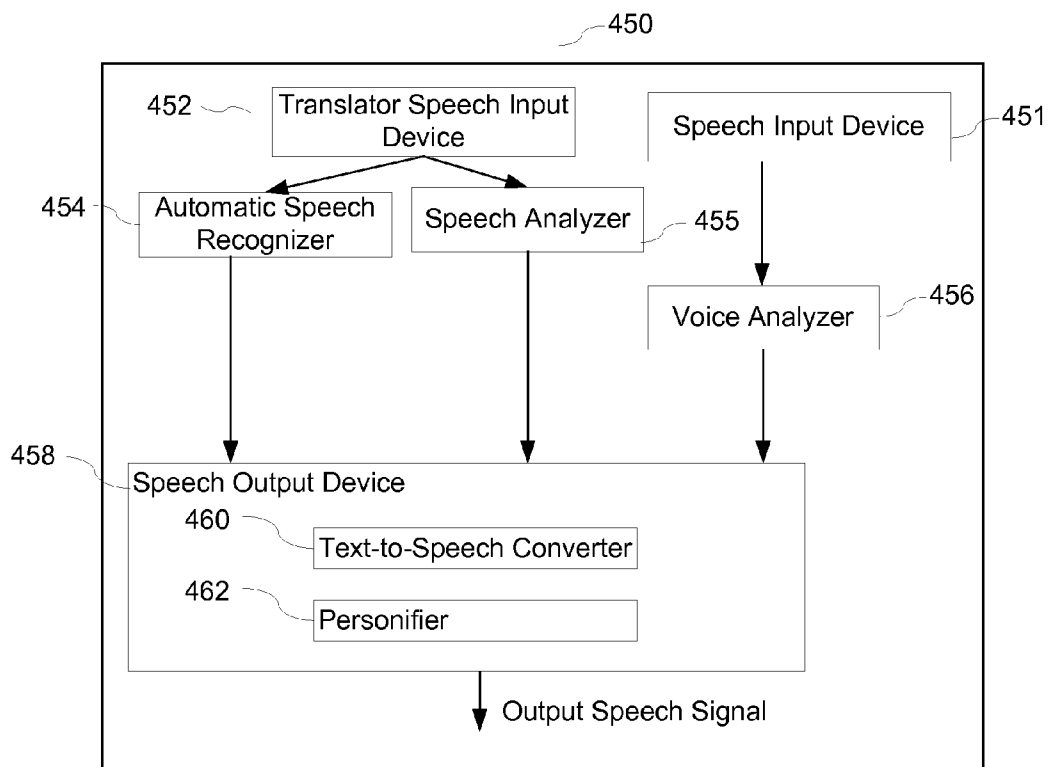 450
452
Translator Speech Input
Device
Speech Input Device
451
454
Automatic Speech
Recognizer
Speech Analyzer
455
Voice Analyzer
456
458
Speech Output Device
460
Text-to-Speech Converter
462
Personifier
Output Speech Signal